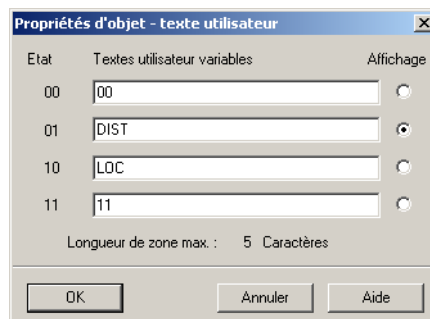 Propriétés d'objet - texte utilisateur
Etat Textes utilisateur variables Affichage
00 00
01 DIST
10 LOC
11 11
Longueur de zone max. : 5 Caractères
OK Annuler Aide